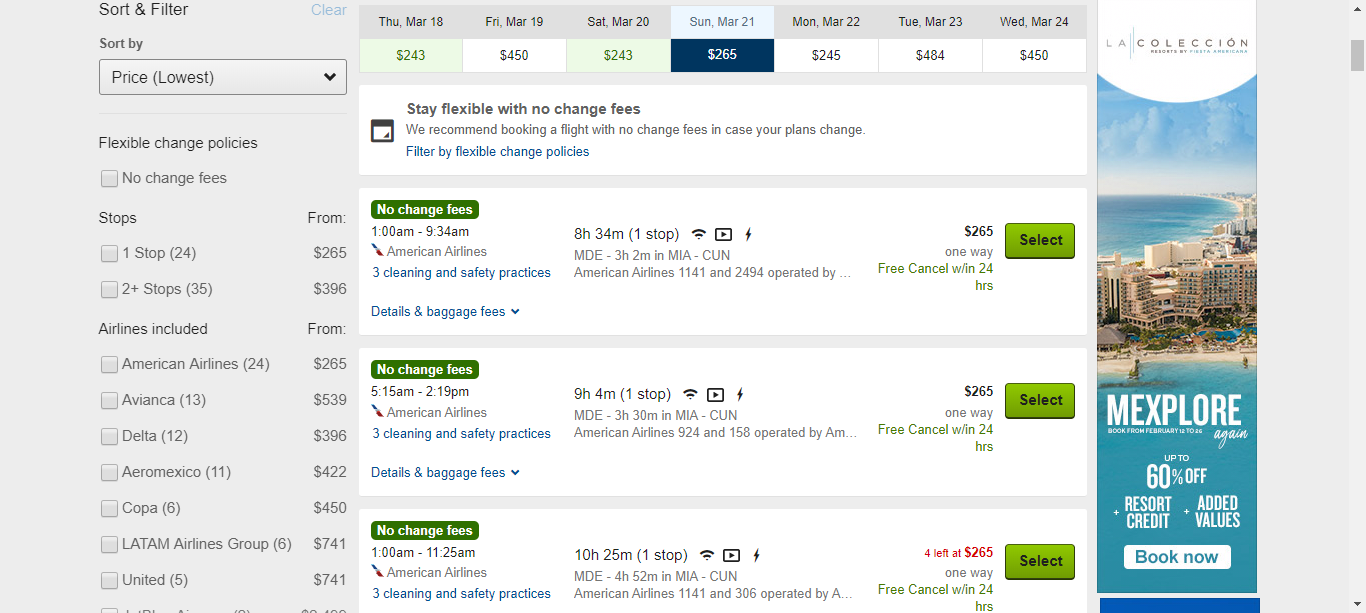 Sort & Filter
Clear
Sort by
Price (Lowest)
Flexible change policies
No change fees
Stops From:
1 Stop (24) $265
2+ Stops (35) $396
Airlines included From:
American Airlines (24) $265
Avianca (13) $539
Delta (12) $396
Aeromexico (11) $422
Copa (6) $450
LATAM Airlines Group (6) $741
United (5) $741
Thu, Mar 18 Fri, Mar 19 Sat, Mar 20 Sun, Mar 21 Mon, Mar 22 Tue, Mar 23 Wed, Mar 24
$243 $450 $243 $265 $245 $484 $450
Stay flexible with no change fees
We recommend booking a flight with no change fees in case your plans change.
Filter by flexible change policies
No change fees
1:00am - 9:34am
American Airlines
3 cleaning and safety practices
Details & baggage fees
8h 34m (1 stop)
MDE - 3h 2m in MIA - CUN
American Airlines 1141 and 2494 operated by ...
$265
one way
Free Cancel w/in 24
hrs
Select
No change fees
5:15am - 2:19pm
American Airlines
3 cleaning and safety practices
Details & baggage fees
9h 4m (1 stop)
MDE - 3h 30m in MIA - CUN
American Airlines 924 and 158 operated by Am...
$265
one way
Free Cancel w/in 24
hrs
Select
No change fees
1:00am - 11:25am
American Airlines
3 cleaning and safety practices
10h 25m (1 stop)
MDE - 4h 52m in MIA - CUN
American Airlines 1141 and 306 operated by A...
4 left at $265
one way
Free Cancel w/in 24
hrs
Select
LA COLECCIÓN
RESORTS BY FIESTA AMERICANA
MEXPLORE
BOOK FROM FEBRUARY 12 TO 26
again
UP TO
60% OFF
+ RESORT CREDIT
+ ADDED VALUES
Book now